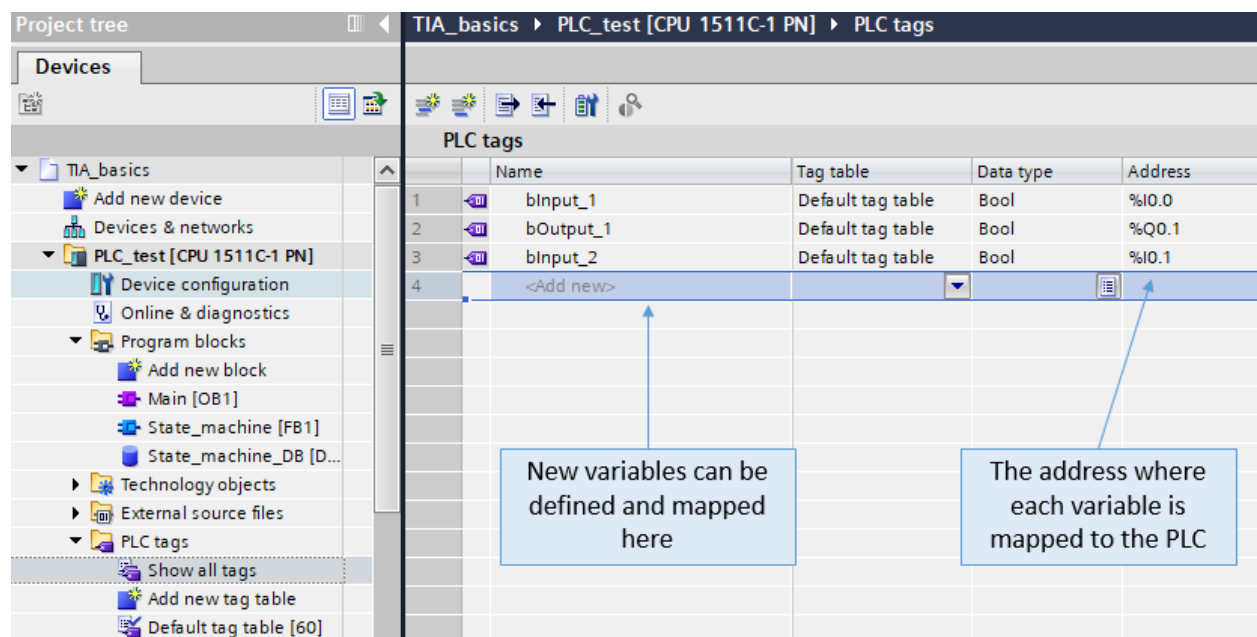 Project tree
TIA_basics ▸ PLC_test [CPU 1511C-1 PN] ▸ PLC tags
Devices
PLC tags
TIA_basics
Add new device
Devices & networks
PLC_test [CPU 1511C-1 PN]
Device configuration
Online & diagnostics
Program blocks
Add new block
Main [OB1]
State_machine [FB1]
State_machine_DB [D...
Technology objects
External source files
PLC tags
Show all tags
Add new tag table
Default tag table [60]
Name Tag table Data type Address
1 bInput_1 Default tag table Bool %I0.0
2 bOutput_1 Default tag table Bool %Q0.1
3 bInput_2 Default tag table Bool %I0.1
4 <Add new>
New variables can be
defined and mapped
here
The address where
each variable is
mapped to the PLC